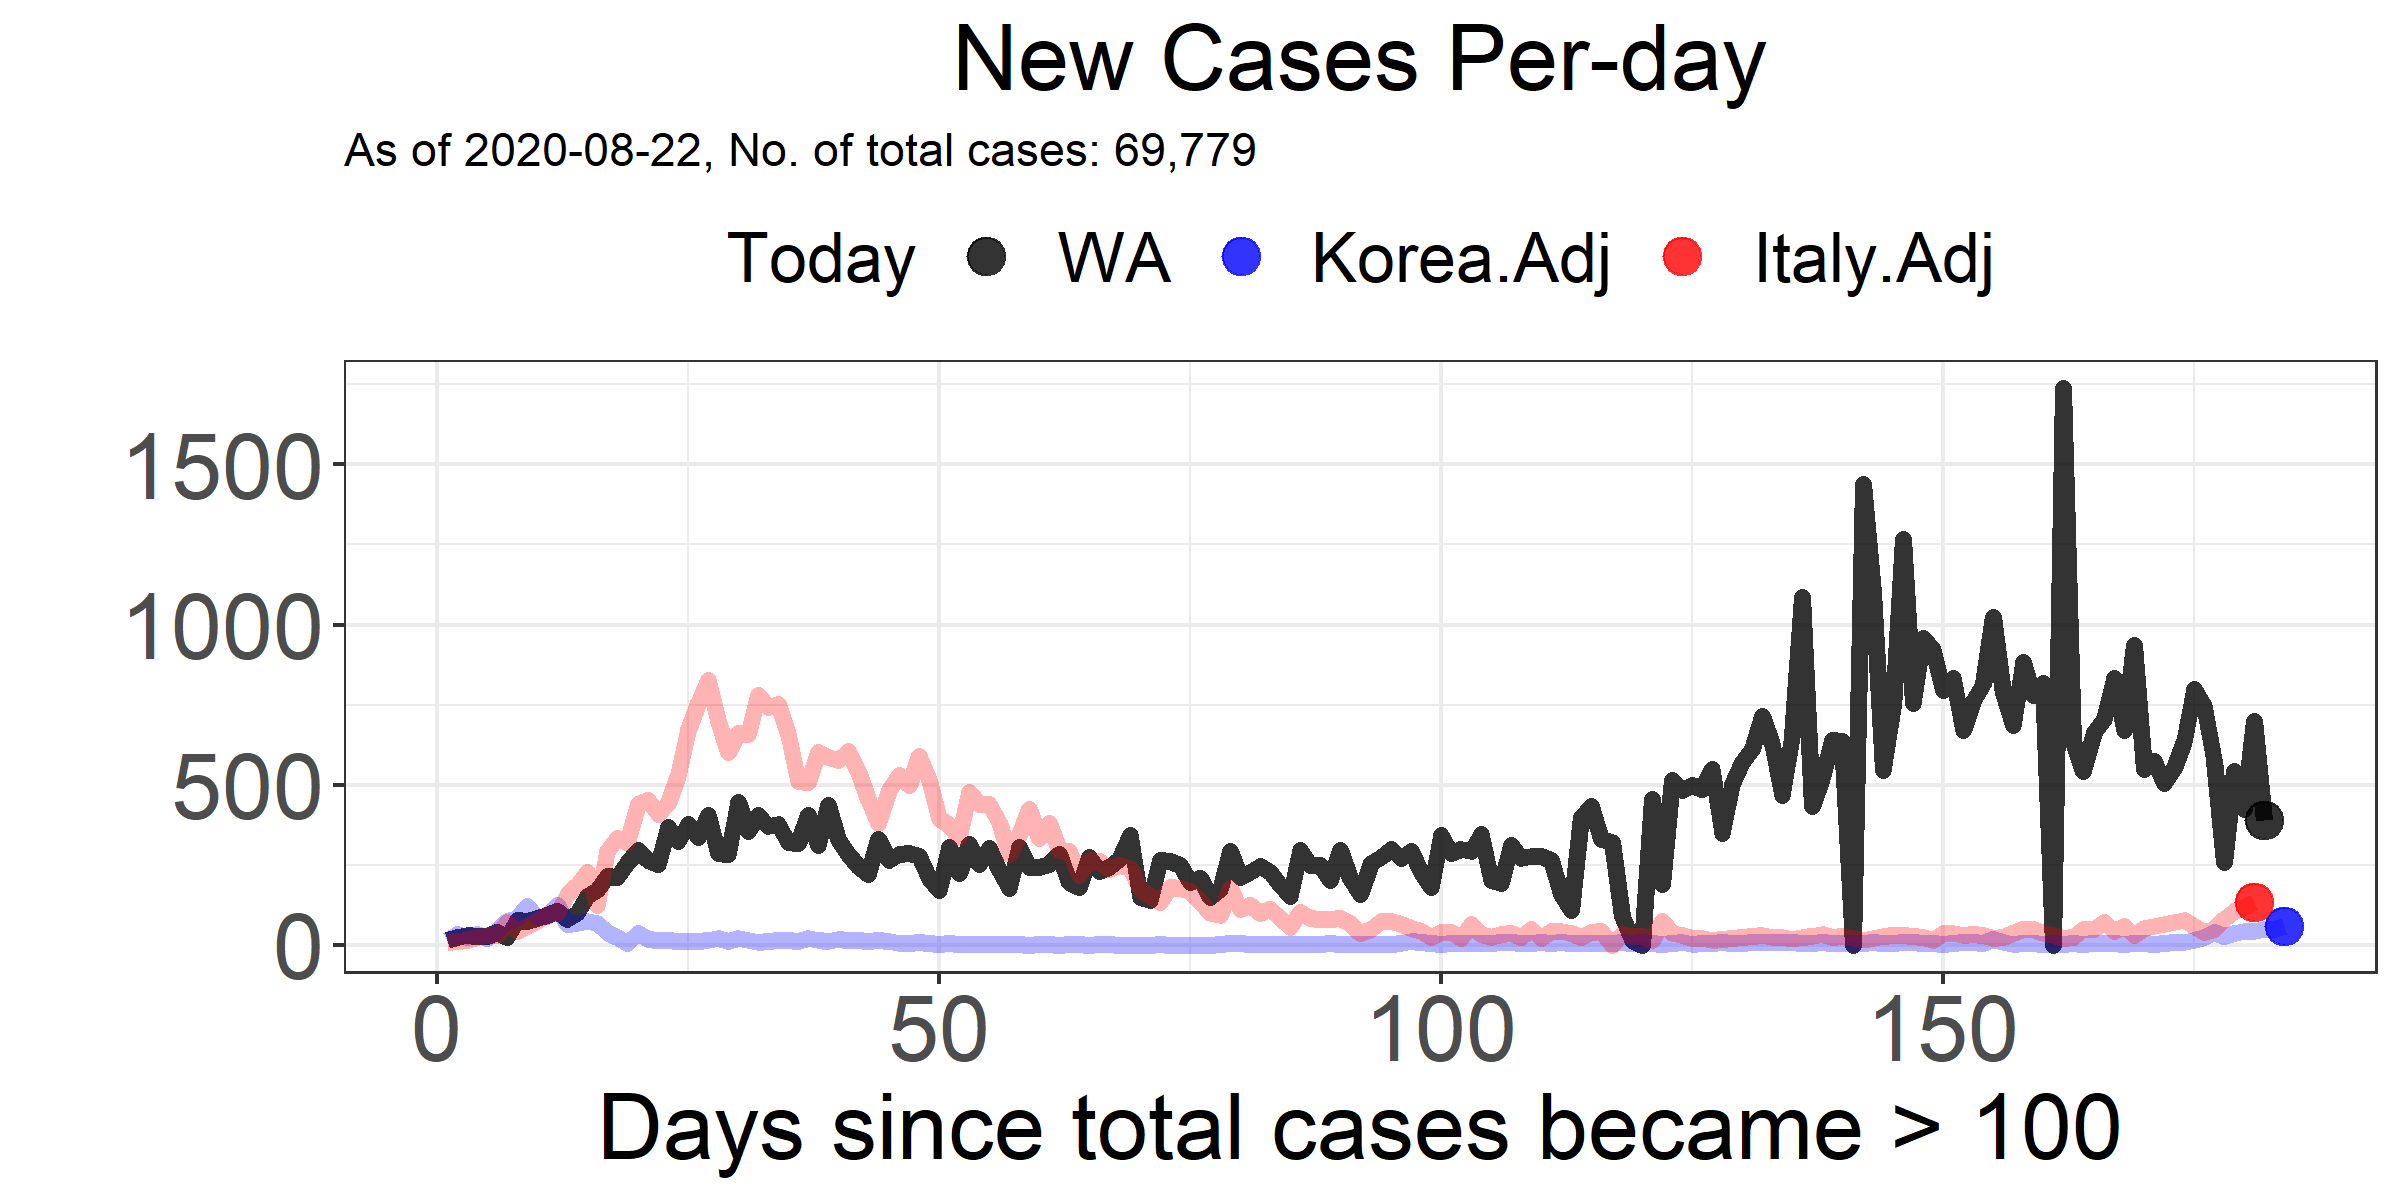 New Cases Per-day
As of 2020-08-22, No. of total cases: 69,779
Today WA Korea.Adj Italy.Adj
1500
1000
500
0
0 50 100 150
Days since total cases became > 100